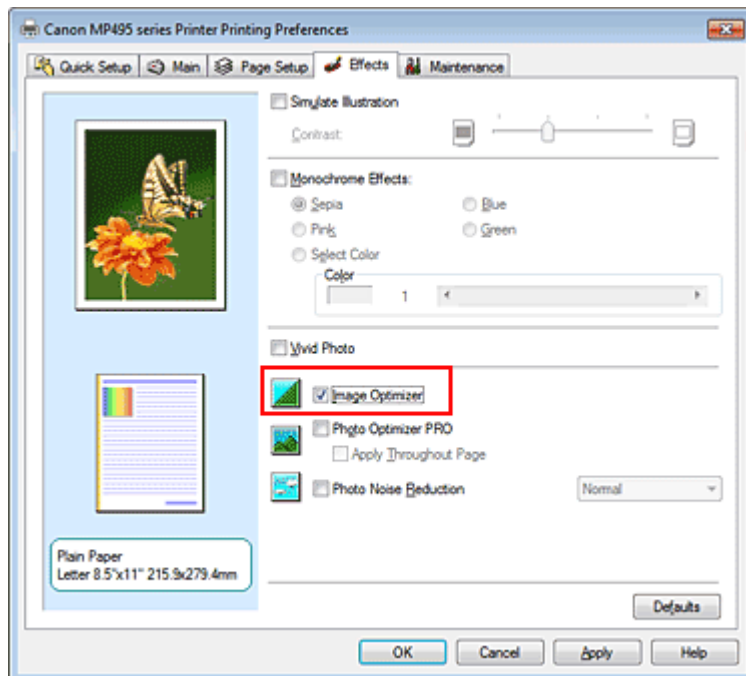 Canon MP495 series Printer Printing Preferences
Quick Setup Main Page Setup Effects Maintenance
Simulate Illustration
Contrast:
Monochrome Effects:
Sepia Blue
Pink Green
Select Color
Color
1
Vivid Photo
Image Optimizer
Photo Optimizer PRO
Apply Throughout Page
Photo Noise Reduction Normal
Plain Paper
Letter 8.5"x11" 215.9x279.4mm
Defaults
OK Cancel Apply Help